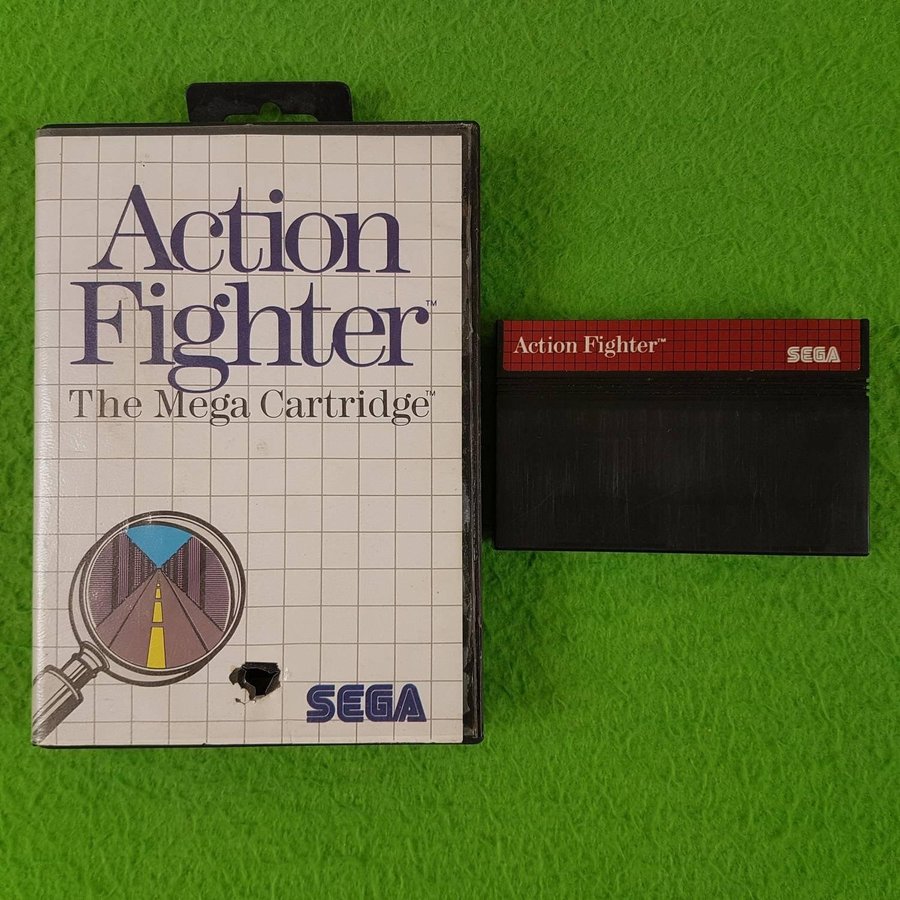 Action
Fighter™
The Mega Cartridge™
SEGA
Action Fighter™
SEGA